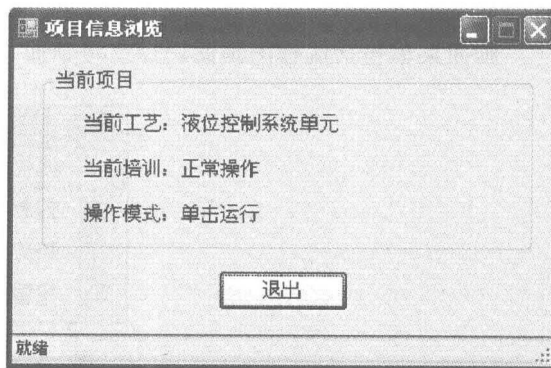 项目信息浏览
当前项目
当前工艺：液位控制系统单元
当前培训：正常操作
操作模式：单击运行
退出
就绪